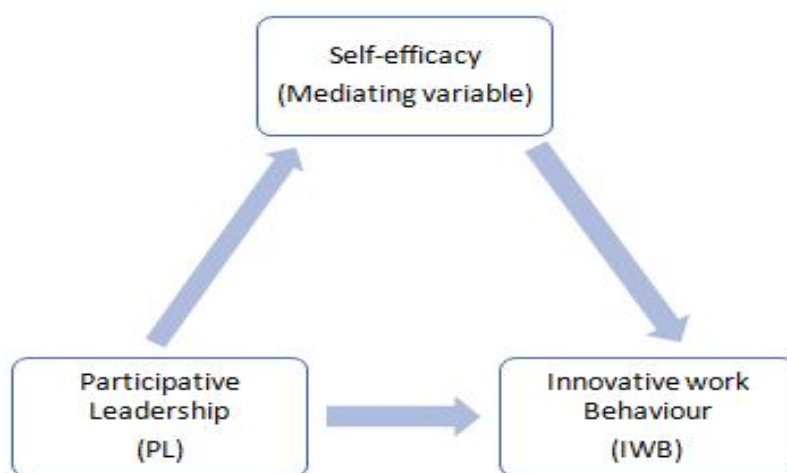 Self-efficacy
(Mediating variable)
Participative
Leadership
(PL)
Innovative work
Behaviour
(IWB)